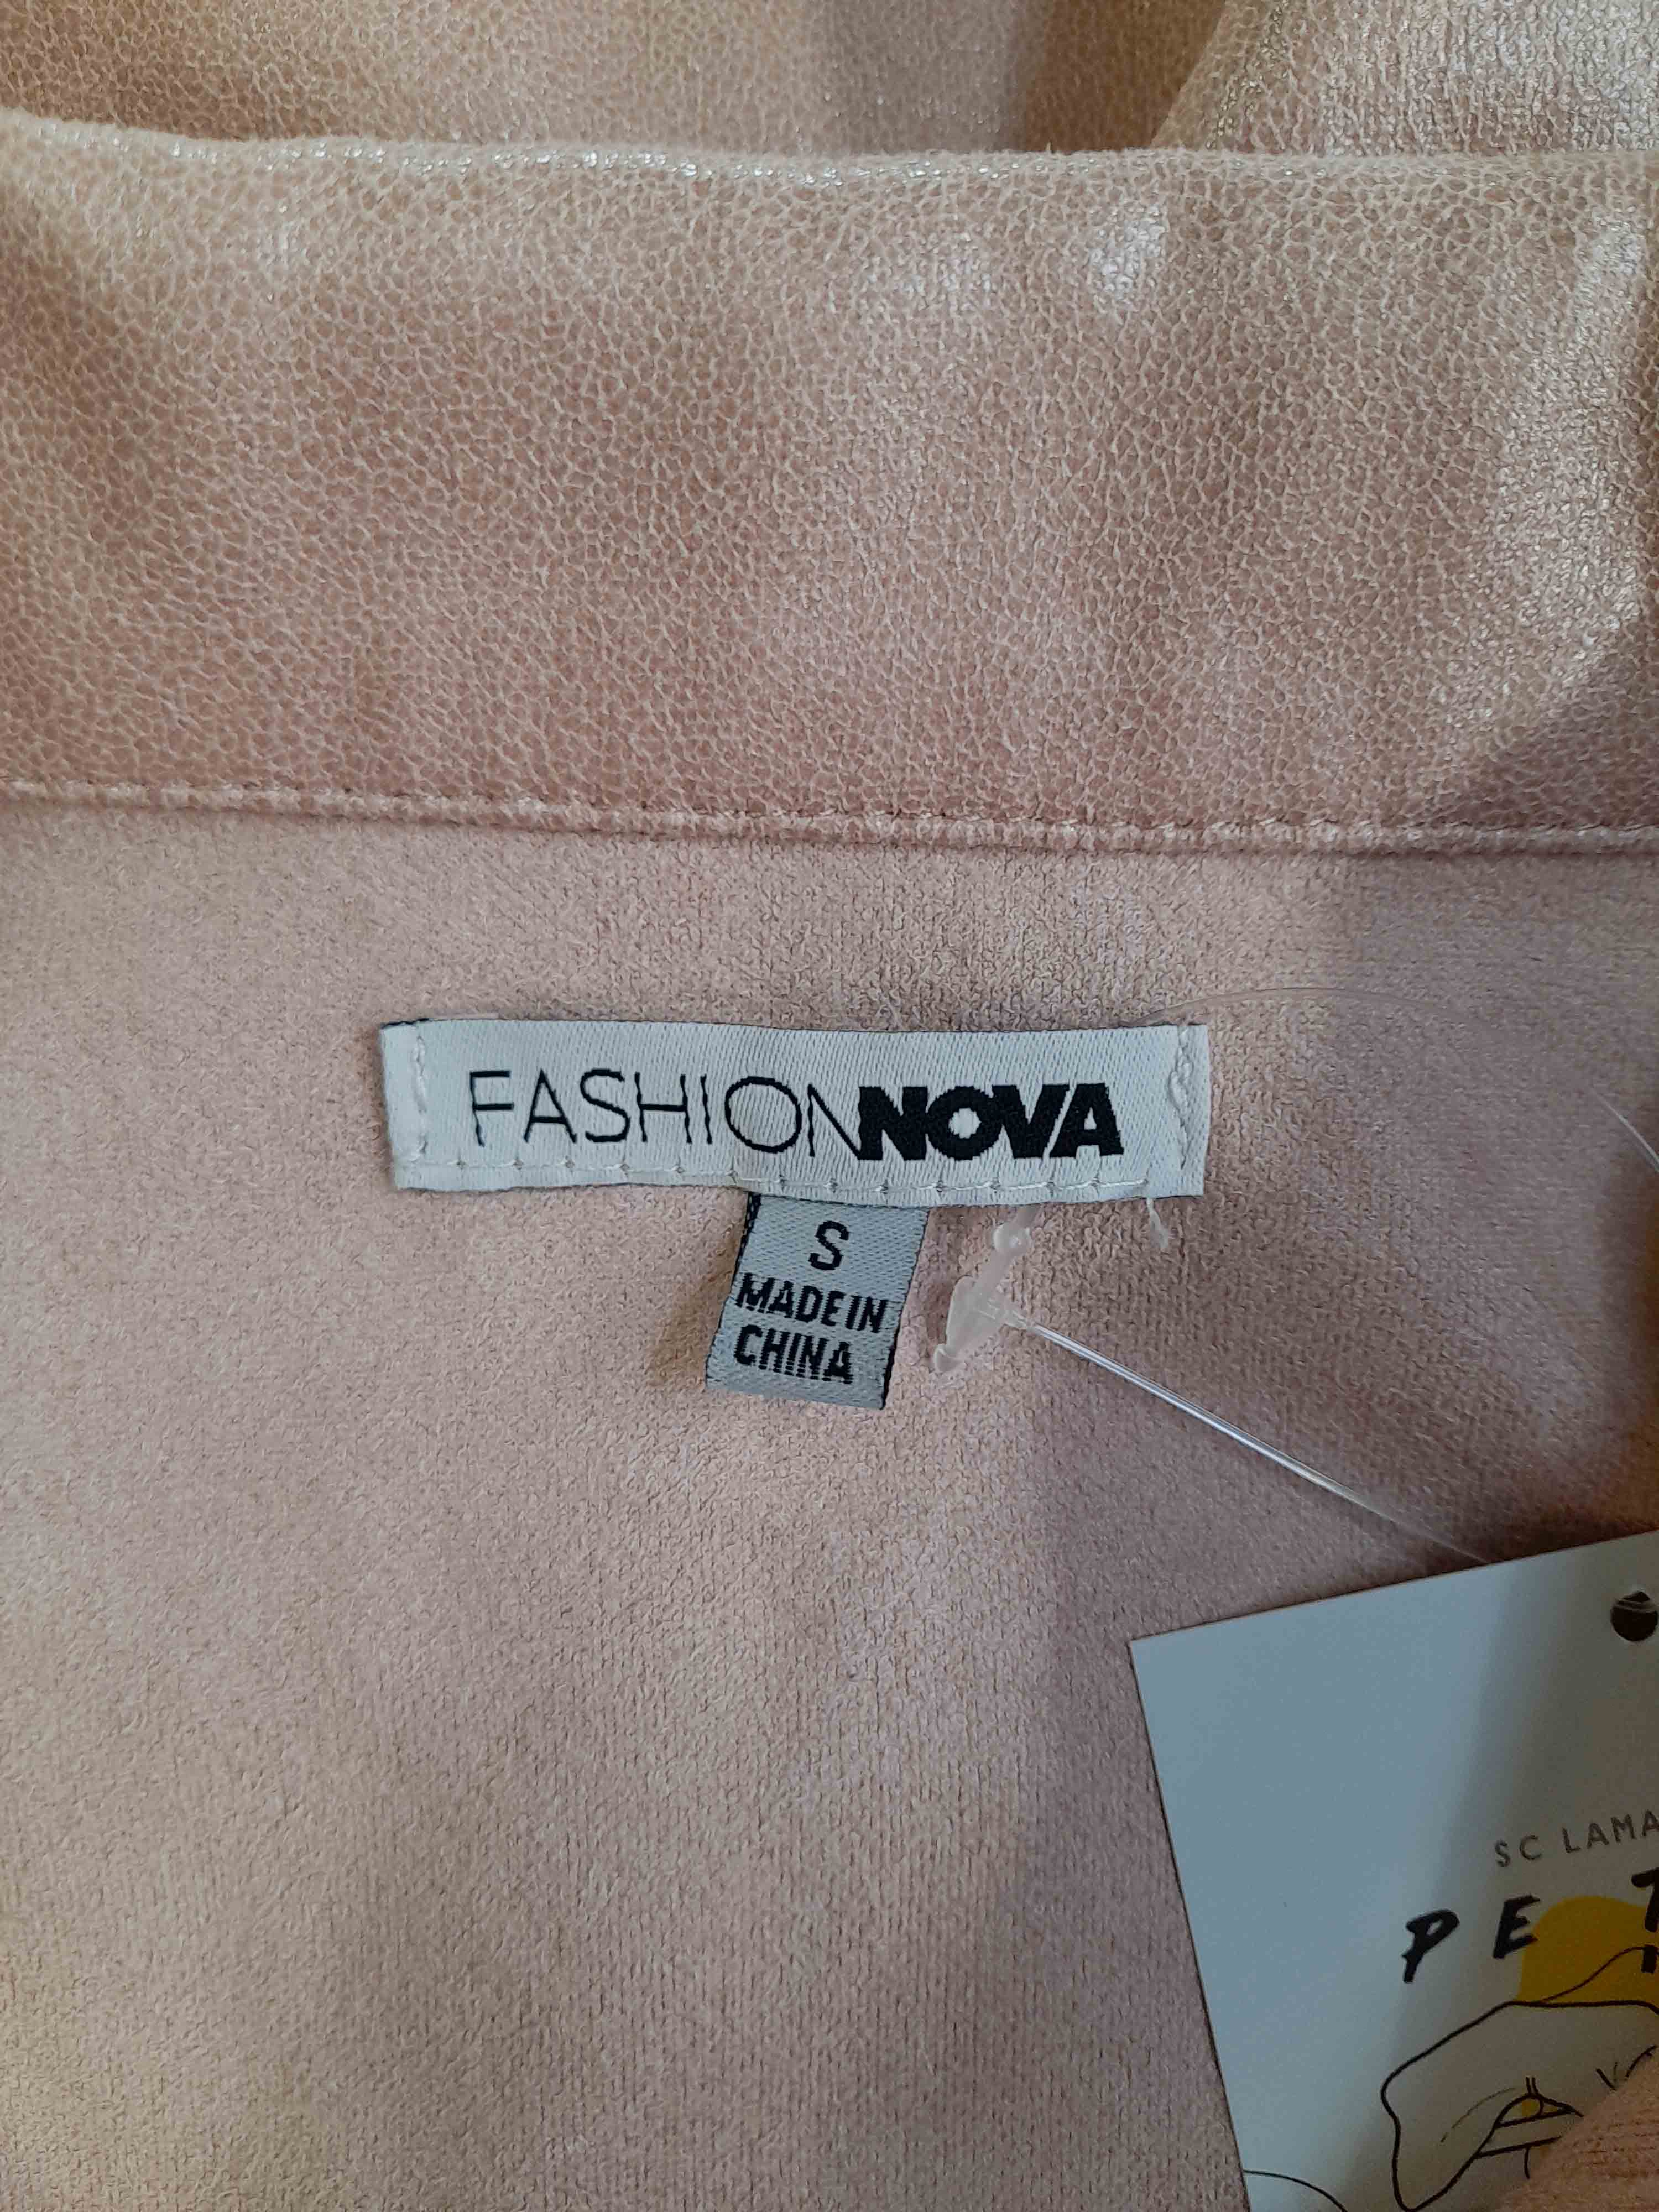 FASHIONNOVA
S
MADE IN
CHINA
SC LAMA
PE T